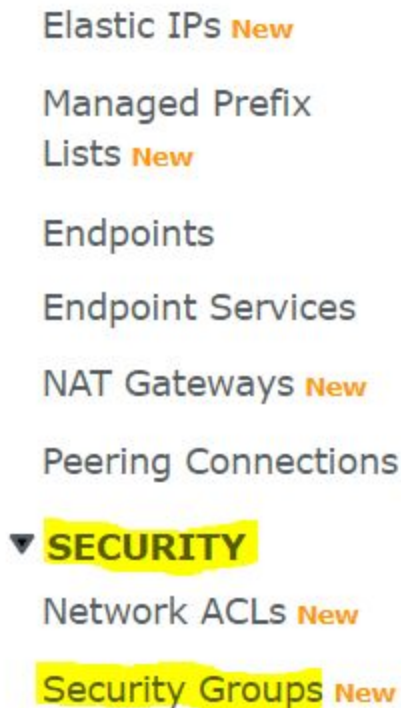 Elastic IPs New
Managed Prefix
Lists New
Endpoints
Endpoint Services
NAT Gateways New
Peering Connections
SECURITY
Network ACLs New
Security Groups New